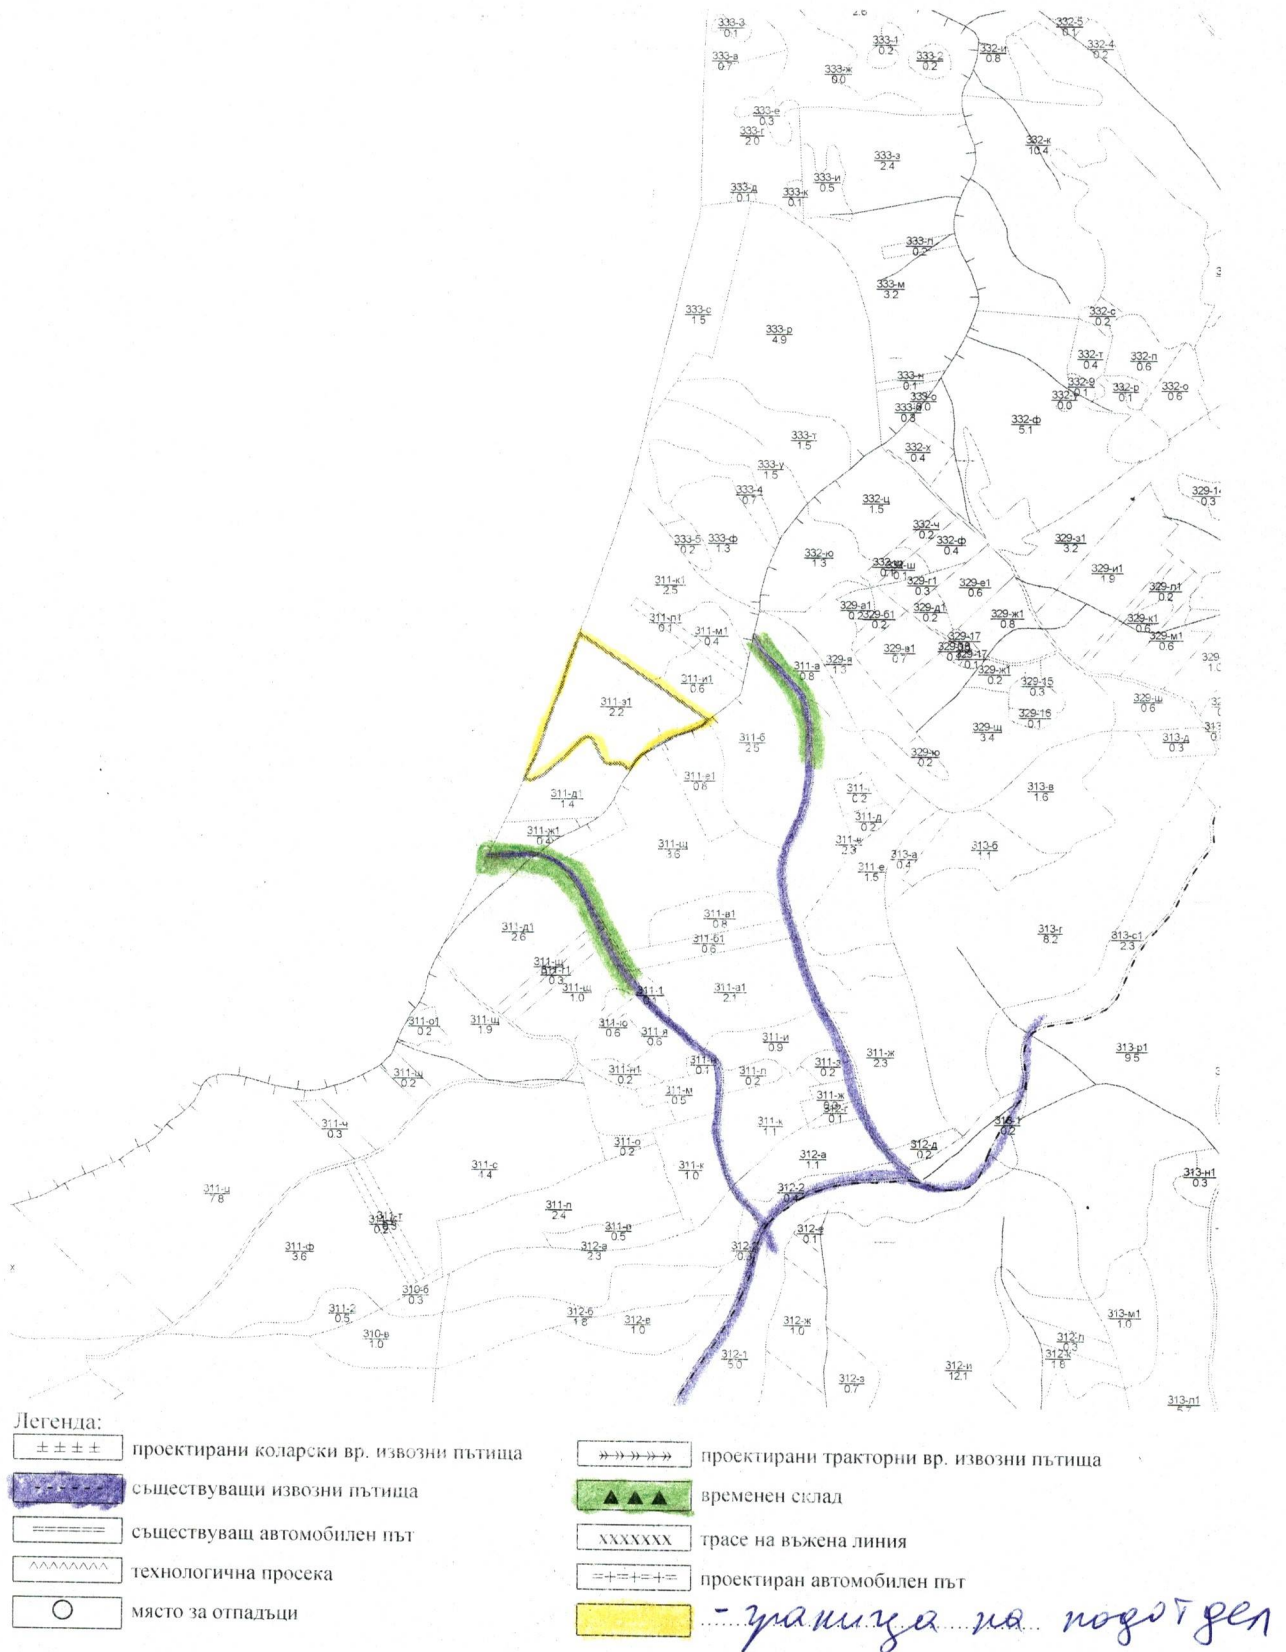 2.6
333-з 0.1
333-1 0.2
332-и 0.8
332-5 0.1
332-4 0.2
333-а 0.7
333-ж 0.0
333-2 0.2
333-е 0.3
333-г 2.0
333-з 2.4
332-к 10.4
333-д 0.1
333-к 0.1
333-и 0.5
333-л 0.2
333-м 3.2
333-с 1.5
333-р 4.9
332-с 0.2
332-т 0.4
332-п 0.6
333-н 0.1
332-р 0.1
332-о 0.6
332-ф 5.1
333-т 1.5
332-х 0.4
333-у 1.5
333-4 0.7
332-ц 1.5
333-5 0.2
333-ф 1.3
332-ч 0.2
332-ф 0.4
332-ю 1.3
329-з1 3.2
329-и1 1.9
311-к1 2.5
329-г1 0.3
329-е1 0.6
329-л1 0.2
311-м1 0.4
329-б1 0.2
329-д1 0.2
329-ж1 0.8
329-к1 0.6
329-м1 0.6
311-и1 0.6
311-а 0.8
329-в1 0.7
329-ж1 0.2
329-15 0.3
329-16 0.1
329-ш 0.6
329-щ 3.4
313-д 0.3
311-з1 2.2
311-б 2.5
329-ю 0.2
311-е1 0.8
311-д1 1.4
311-д 0.2
313-в 1.6
311-ж1 0.4
311-щ 3.6
313-а 0.4
313-б 1.1
311-е 1.5
311-д1 2.6
311-в1 0.8
311-б1 0.6
313-г 8.2
313-с1 2.3
311-щ 1.0
311-1 0.1
311-а1 2.1
311-о1 0.2
311-щ 1.9
311-ю 0.6
311-я 0.6
311-и 0.9
311-ж 2.3
313-р1 9.5
311-ш 0.2
311-н1 0.2
311-м 0.5
311-л 0.2
311-з 0.2
311-ч 0.3
311-о 0.2
311-к 1.1
312-а 1.1
312-д 0.2
311-ц 7.8
311-с 1.4
311-к 1.0
313-н1 0.3
311-п 2.4
311-р 0.5
311-ф 3.6
312-в 2.3
312-е 0.1
310-б 0.3
311-2 0.5
310-в 1.0
312-б 1.8
312-е 1.0
312-ж 1.0
312-1 5.0
312-з 0.7
312-и 12.1
313-м1 1.0
312-л 0.3
313-л1
Легенда:
± ± ± ± проектирани коларски вр. извозни пътища
съществуващи извозни пътища
съществуващ автомобилен път
технологична просека
място за отпадъци
проектирани тракторни вр. извозни пътища
временен склад
XXXXXXX трасе на въжена линия
=+=+=+= проектиран автомобилен път
- граница на подотдел